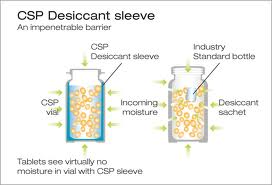 CSP Desiccant sleeve
An impenetrable barrier
CSP
Desiccant sleeve
Industry
Standard bottle
CSP
vial
Incoming
moisture
Desiccant
sachet
Tablets see virtually no
moisture in vial with CSP sleeve